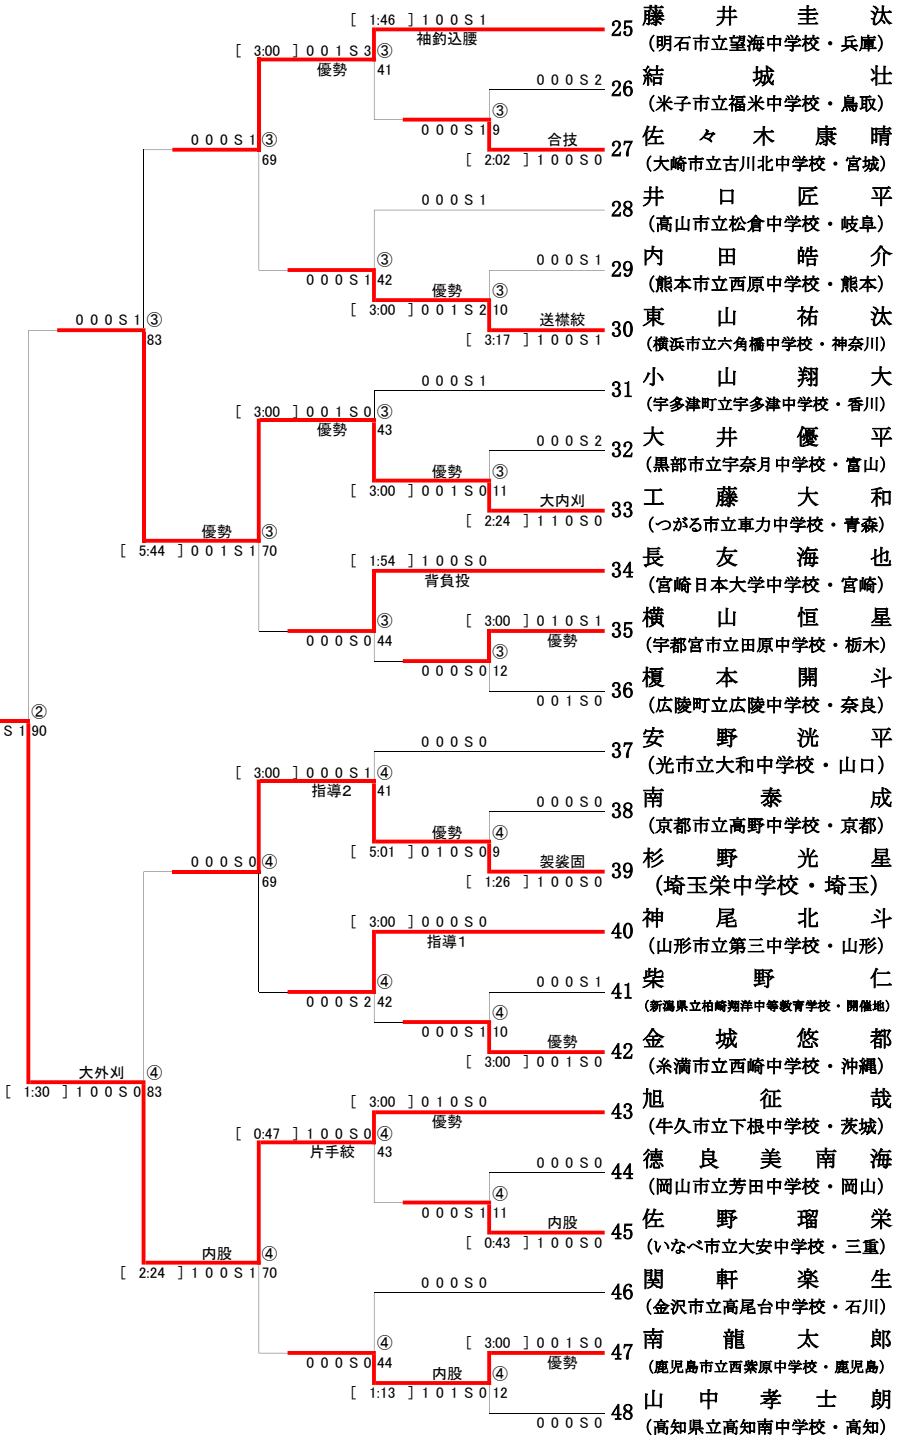 [ 1:46 ] 1 0 0 S 1
袖釣込腰
25 藤井圭汰
(明石市立望海中学校・兵庫)
[ 3:00 ] 0 0 1 S 3 ③
優勢 41
0 0 0 S 2
26 結城壮
(米子市立福米中学校・鳥取)
③
0 0 0 S 1 9
合技
[ 2:02 ] 1 0 0 S 0
27 佐々木康晴
(大崎市立古川北中学校・宮城)
0 0 0 S 1 ③
69
0 0 0 S 1
28 井口匠平
(高山市立松倉中学校・岐阜)
③
0 0 0 S 1 42
0 0 0 S 1
29 内田皓介
(熊本市立西原中学校・熊本)
優勢 ③
[ 3:00 ] 0 0 1 S 2 10
送襟絞
[ 3:17 ] 1 0 0 S 1
30 東山祐汰
(横浜市立六角橋中学校・神奈川)
0 0 0 S 1 ③
83
0 0 0 S 1
31 小山翔大
(宇多津町立宇多津中学校・香川)
[ 3:00 ] 0 0 1 S 0 ③
優勢 43
0 0 0 S 2
32 大井優平
(黒部市立宇奈月中学校・富山)
優勢 ③
[ 3:00 ] 0 0 1 S 0 11
大内刈
[ 2:24 ] 1 1 0 S 0
33 工藤大和
(つがる市立車力中学校・青森)
優勢 ③
[ 5:44 ] 0 0 1 S 1 70
[ 1:54 ] 1 0 0 S 0
背負投
34 長友海也
(宮崎日本大学中学校・宮崎)
③
0 0 0 S 0 44
[ 3:00 ] 0 1 0 S 1
優勢
35 横山恒星
(宇都宮市立田原中学校・栃木)
③
0 0 0 S 0 12
0 0 1 S 0
36 榎本開斗
(広陵町立広陵中学校・奈良)
②
S 1 90
0 0 0 S 0
37 安野洸平
(光市立大和中学校・山口)
[ 3:00 ] 0 0 0 S 1 ④
指導2 41
0 0 0 S 0
38 南泰成
(京都市立高野中学校・京都)
優勢 ④
[ 5:01 ] 0 1 0 S 0 9
袈裟固
[ 1:26 ] 1 0 0 S 0
39 杉野光星
(埼玉栄中学校・埼玉)
0 0 0 S 0 ④
69
[ 3:00 ] 0 0 0 S 0
指導1
40 神尾北斗
(山形市立第三中学校・山形)
④
0 0 0 S 2 42
0 0 0 S 1
41 柴野仁
(新潟県立柏崎翔洋中等教育学校・開催地)
④
0 0 0 S 1 10
優勢
[ 3:00 ] 0 0 1 S 0
42 金城悠都
(糸満市立西崎中学校・沖縄)
大外刈 ④
[ 1:30 ] 1 0 0 S 0 83
[ 3:00 ] 0 1 0 S 0
優勢
43 旭征哉
(牛久市立下根中学校・茨城)
[ 0:47 ] 1 0 0 S 0 ④
片手絞 43
0 0 0 S 0
44 德良美南海
(岡山市立芳田中学校・岡山)
④
0 0 0 S 1 11
内股
[ 0:43 ] 1 0 0 S 0
45 佐野瑠栄
(いなべ市立大安中学校・三重)
内股 ④
[ 2:24 ] 1 0 0 S 1 70
0 0 0 S 0
46 関軒楽生
(金沢市立高尾台中学校・石川)
④
0 0 0 S 0 44
[ 3:00 ] 0 0 1 S 0
優勢
47 南龍太郎
(鹿児島市立西紫原中学校・鹿児島)
内股 ④
[ 1:13 ] 1 0 1 S 0 12
0 0 0 S 0
48 山中孝士朗
(高知県立高知南中学校・高知)